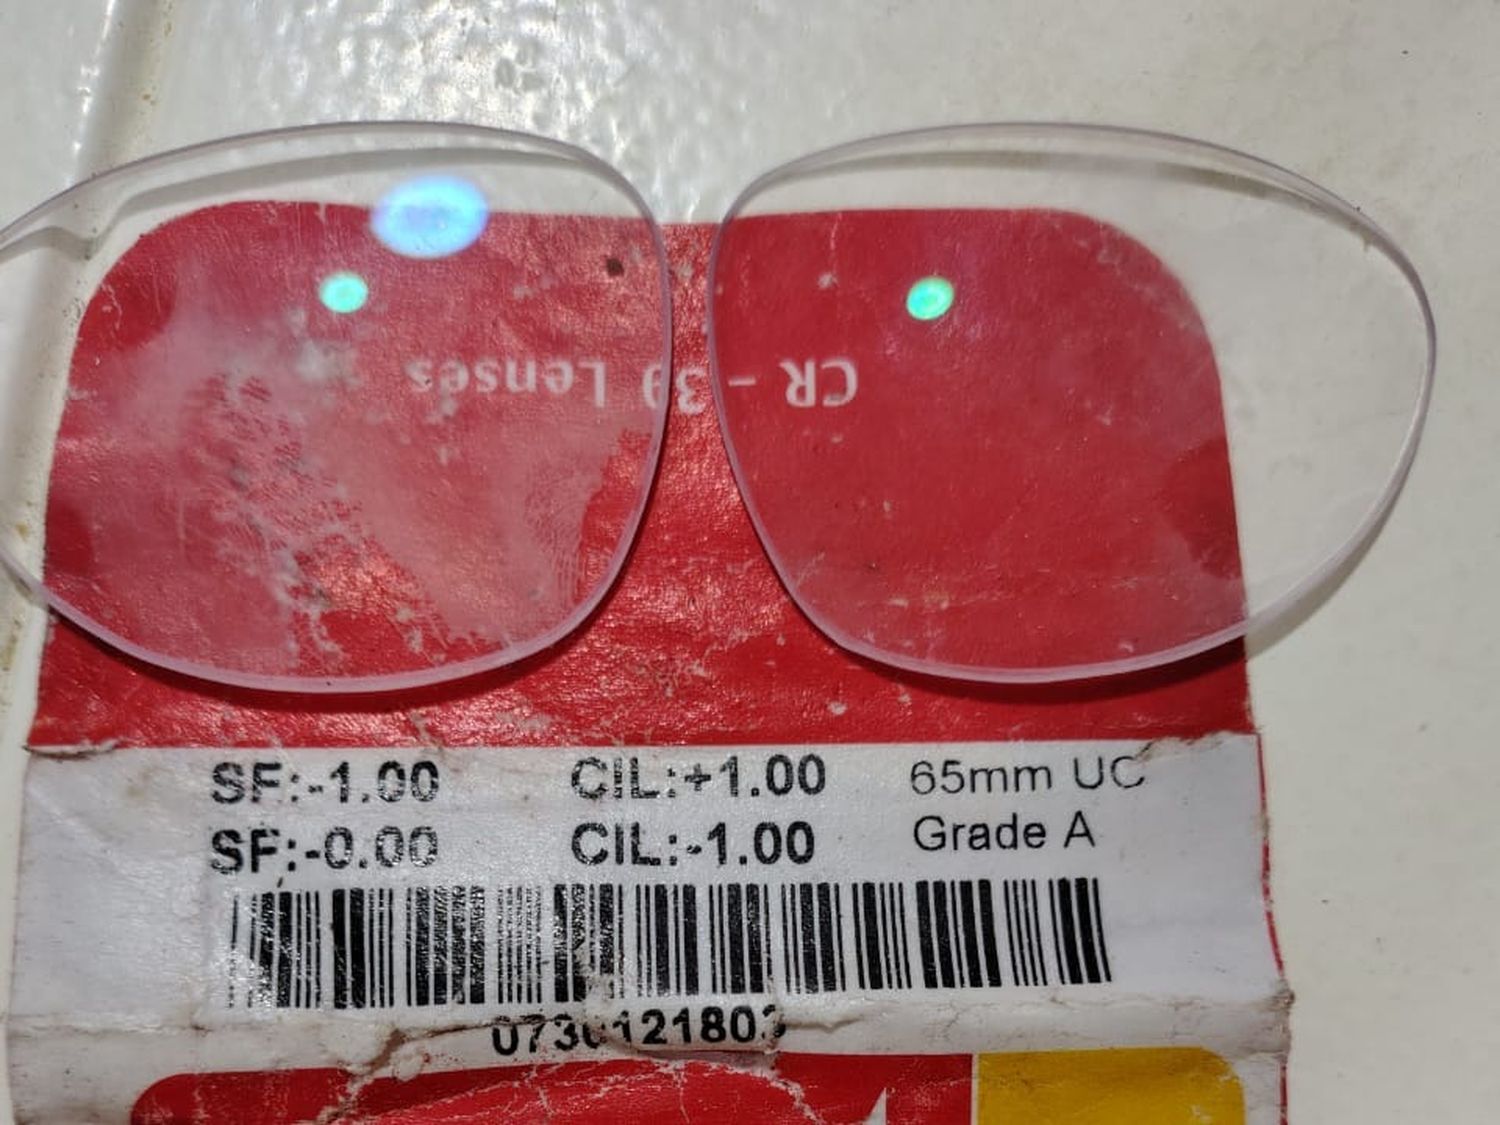 CR - 39 Lenses
SF:-1.00 CIL:+1.00 65mm UC
SF:-0.00 CIL:-1.00 Grade A